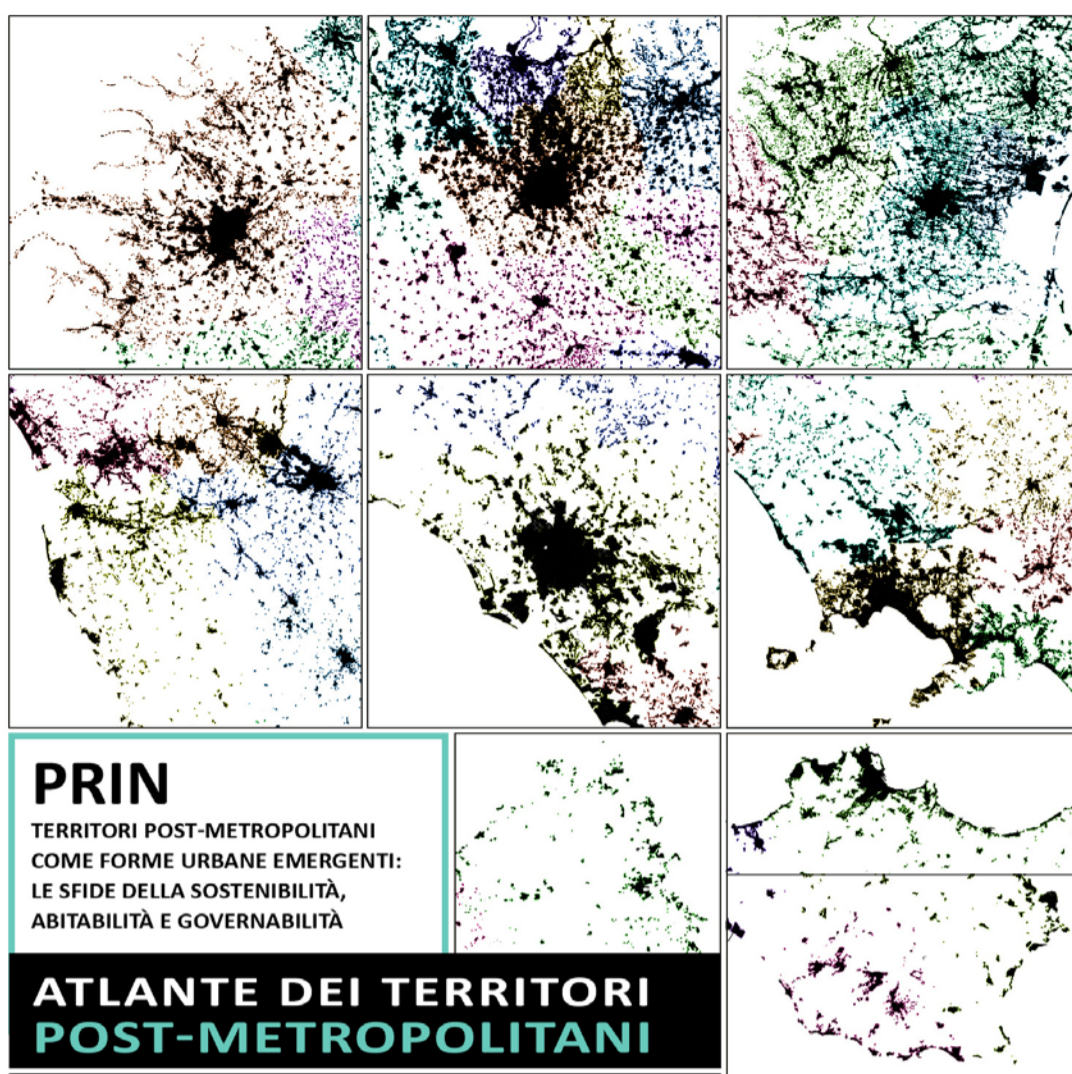 PRIN
TERRITORI POST-METROPOLITANI
COME FORME URBANE EMERGENTI:
LE SFIDE DELLA SOSTENIBILITÀ,
ABITABILITÀ E GOVERNABILITÀ
ATLANTE DEI TERRITORI
POST-METROPOLITANI